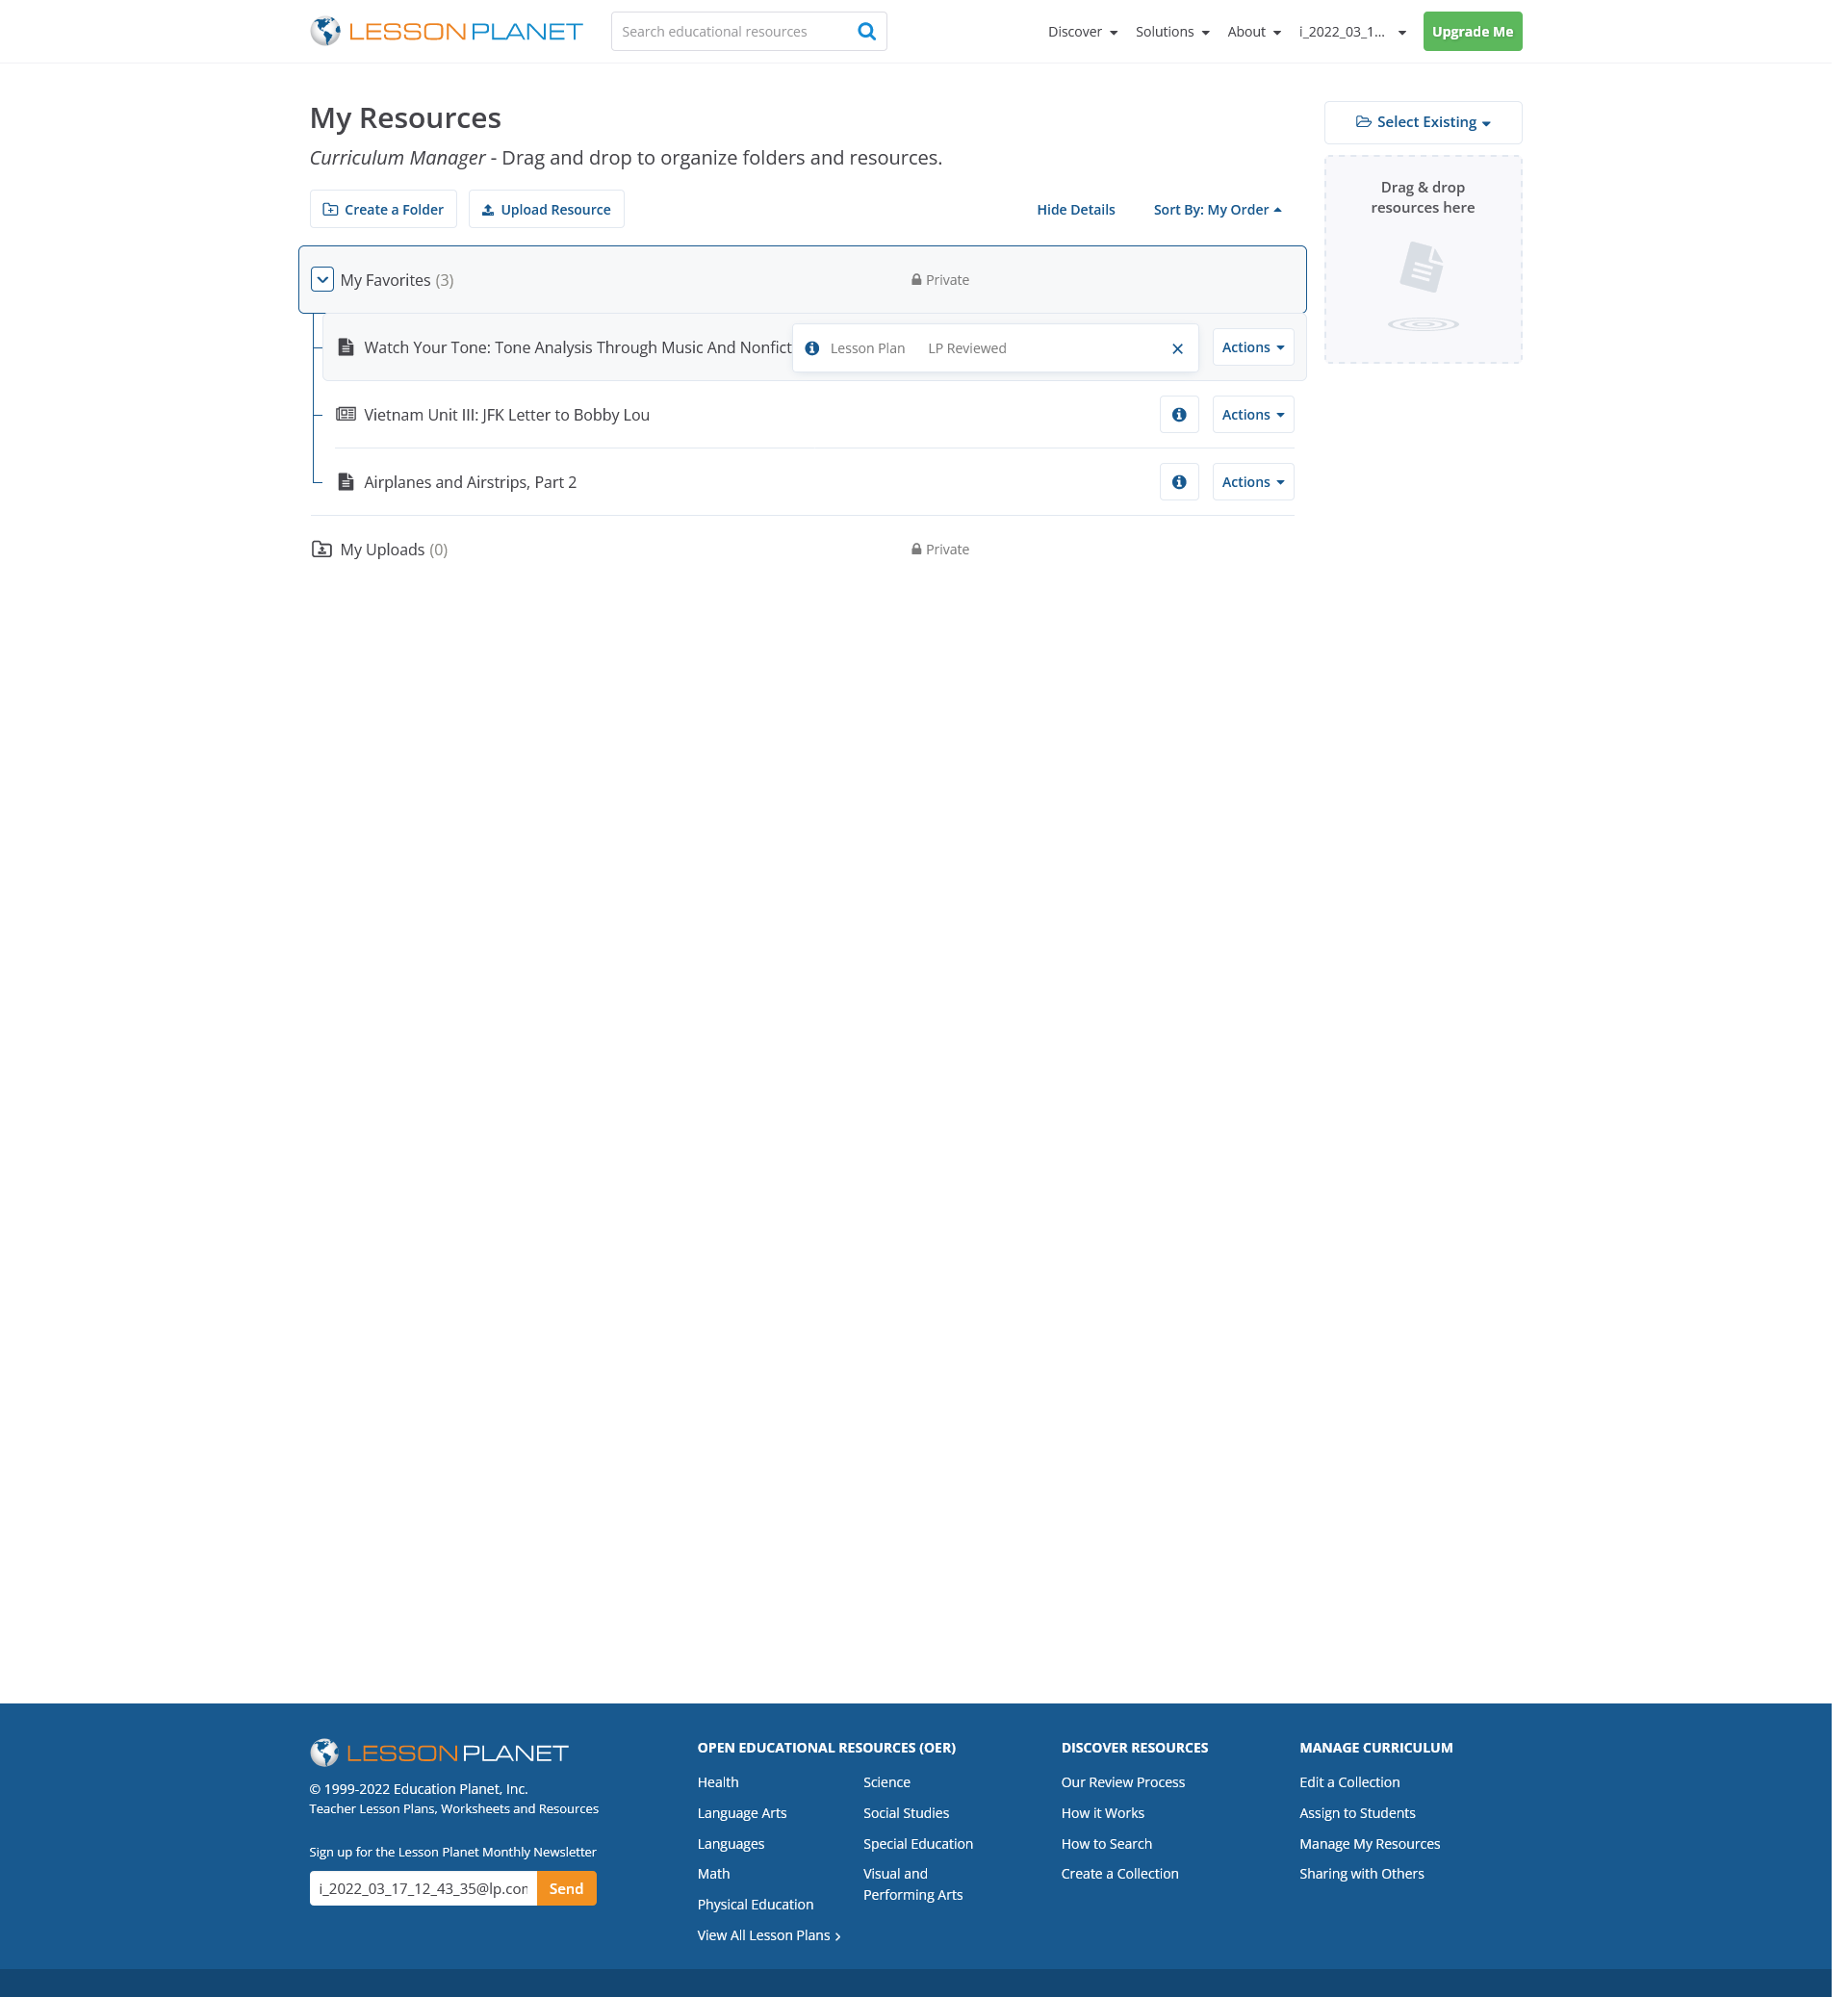 LESSONPLANET
Search educational resources
Discover
Solutions
About
i_2022_03_1...
Upgrade Me
My Resources
Curriculum Manager - Drag and drop to organize folders and resources.
Create a Folder
Upload Resource
Hide Details
Sort By: My Order
Select Existing
Drag & drop
resources here
My Favorites (3)
Private
Watch Your Tone: Tone Analysis Through Music And Nonfict
Lesson Plan
LP Reviewed
Actions
Vietnam Unit III: JFK Letter to Bobby Lou
Actions
Airplanes and Airstrips, Part 2
Actions
My Uploads (0)
Private
LESSONPLANET
© 1999-2022 Education Planet, Inc.
Teacher Lesson Plans, Worksheets and Resources
Sign up for the Lesson Planet Monthly Newsletter
i_2022_03_17_12_43_35@lp.con
Send
OPEN EDUCATIONAL RESOURCES (OER)
Health
Language Arts
Languages
Math
Physical Education
View All Lesson Plans
Science
Social Studies
Special Education
Visual and
Performing Arts
DISCOVER RESOURCES
Our Review Process
How it Works
How to Search
Create a Collection
MANAGE CURRICULUM
Edit a Collection
Assign to Students
Manage My Resources
Sharing with Others